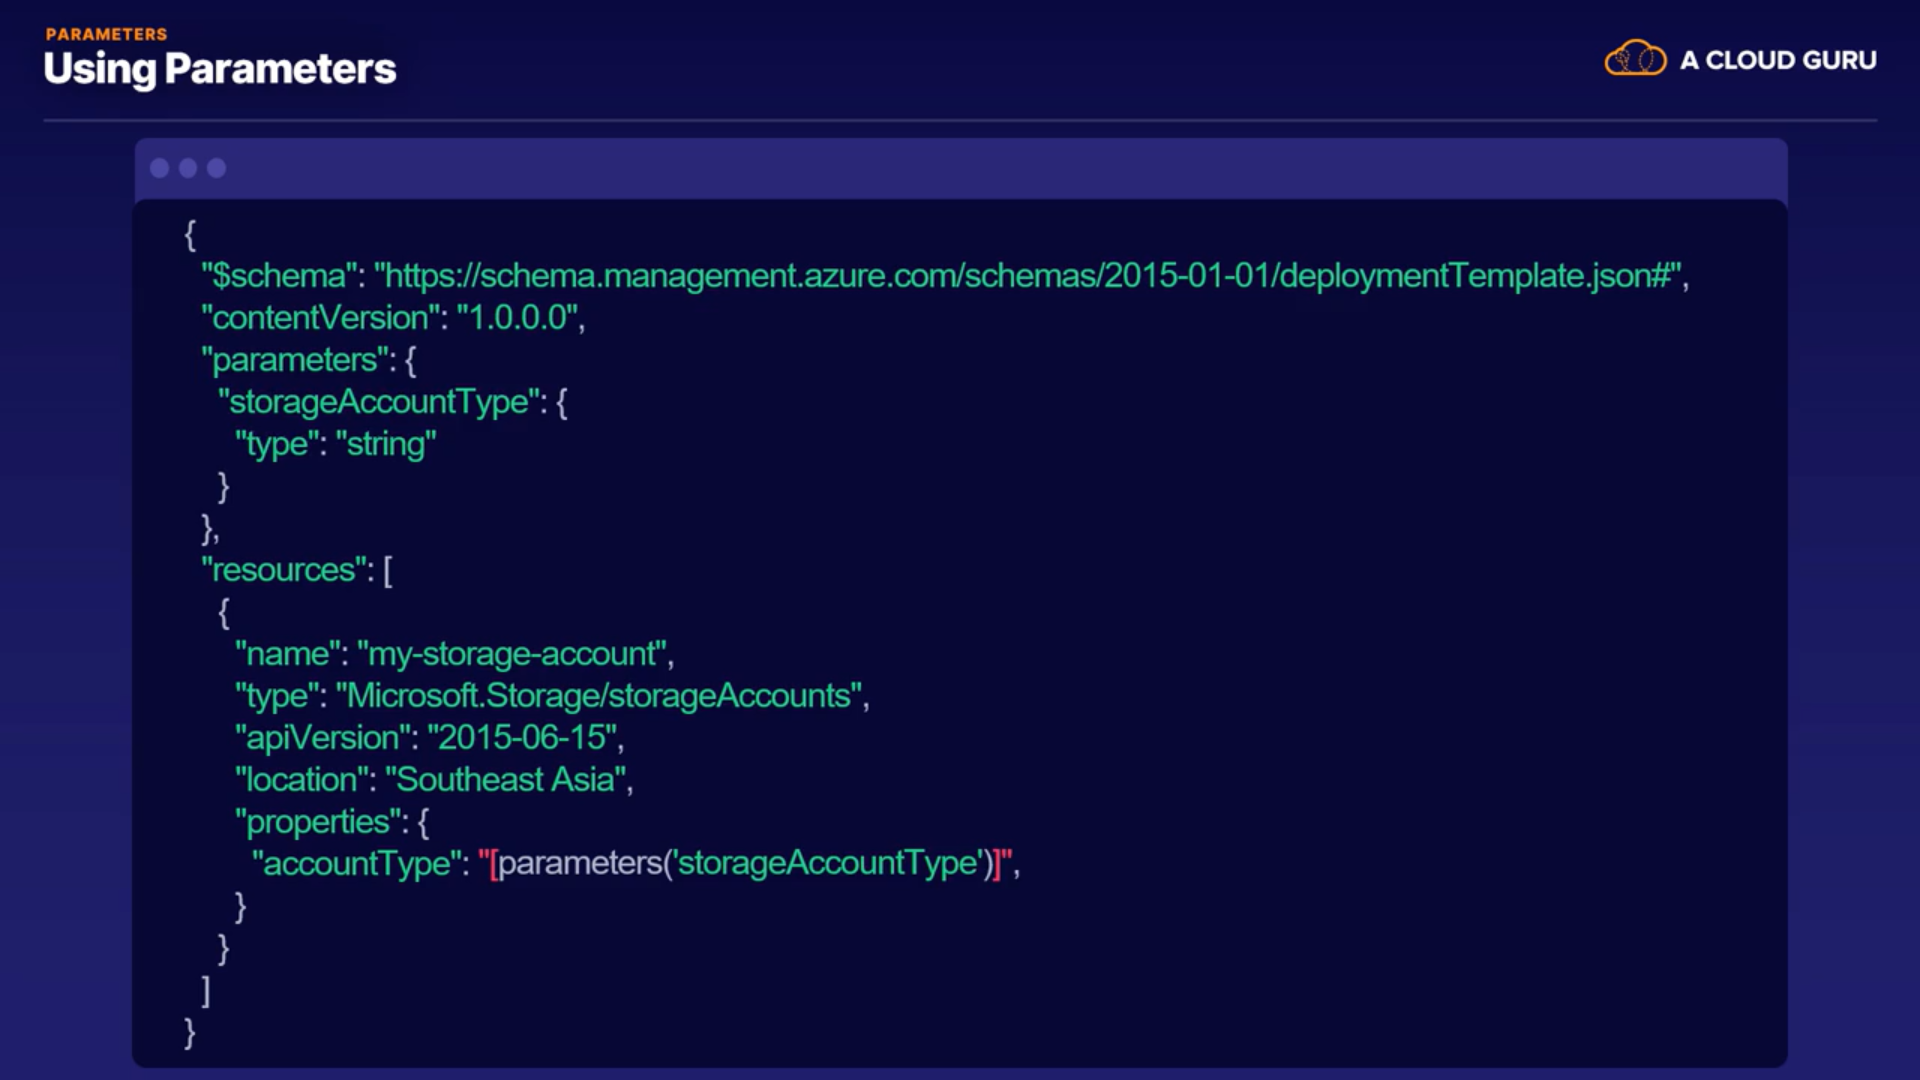 PARAMETERS
Using Parameters
A CLOUD GURU
{
"$schema": "https://schema.management.azure.com/schemas/2015-01-01/deploymentTemplate.json#",
"contentVersion": "1.0.0.0",
"parameters": {
"storageAccountType": {
"type": "string"
}
},
"resources": [
{
"name": "my-storage-account",
"type": "Microsoft.Storage/storageAccounts",
"apiVersion": "2015-06-15",
"location": "Southeast Asia",
"properties": {
"accountType": "[parameters('storageAccountType')]",
}
}
]
}